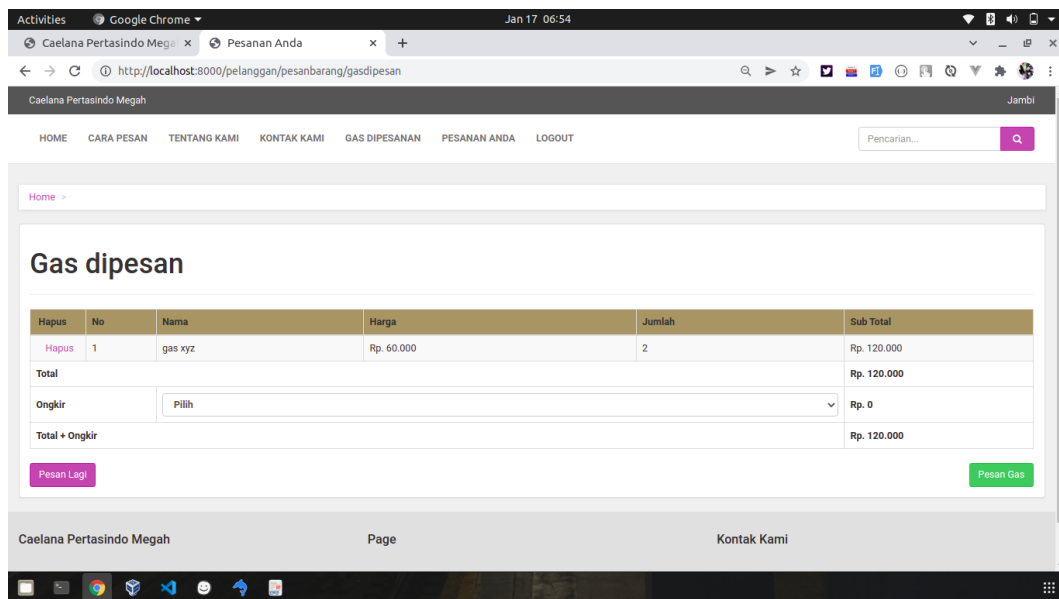 Activities Google Chrome Jan 17 06:54
Caelana Pertasindo Mega Pesanan Anda
http://localhost:8000/pelanggan/pesanbarang/gasdipesan
Caelana Pertasindo Megah Jambi
HOME CARA PESAN TENTANG KAMI KONTAK KAMI GAS DIPESANAN PESANAN ANDA LOGOUT Pencarian...
Home >
Gas dipesan
Hapus No Nama Harga Jumlah Sub Total
Hapus 1 gas xyz Rp. 60.000 2 Rp. 120.000
Total Rp. 120.000
Ongkir Pilih Rp. 0
Total + Ongkir Rp. 120.000
Pesan Lagi Pesan Gas
Caelana Pertasindo Megah Page Kontak Kami